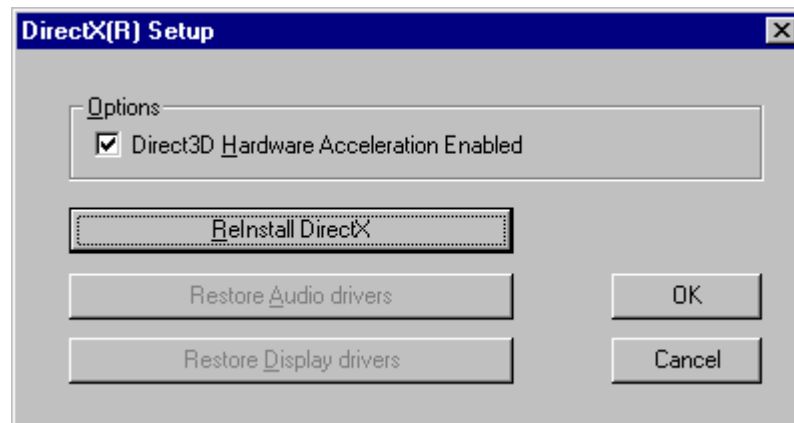 DirectX(R) Setup
Options
Direct3D Hardware Acceleration Enabled
ReInstall DirectX
Restore Audio drivers
OK
Restore Display drivers
Cancel